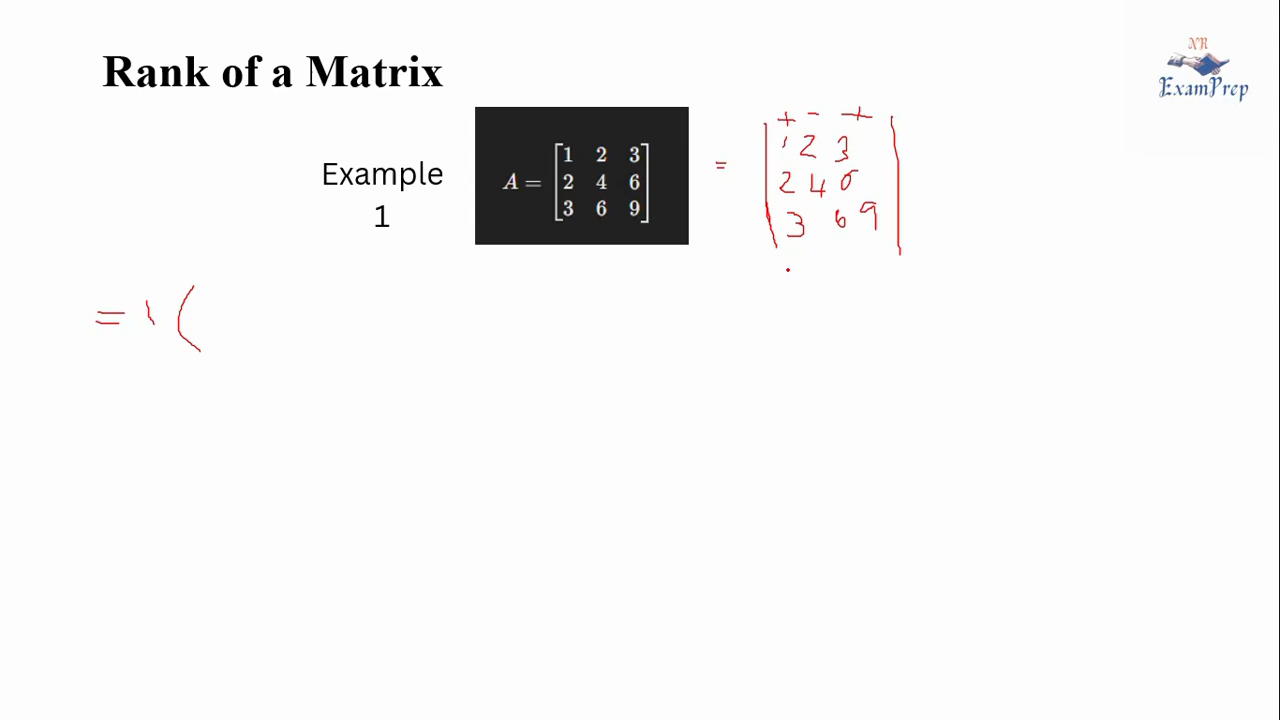 Rank of a Matrix
NR
ExamPrep
Example
1
A = [1 2 3
2 4 6
3 6 9]
=
+ - +
1 2 3
2 4 6
3 6 9
= 1 (